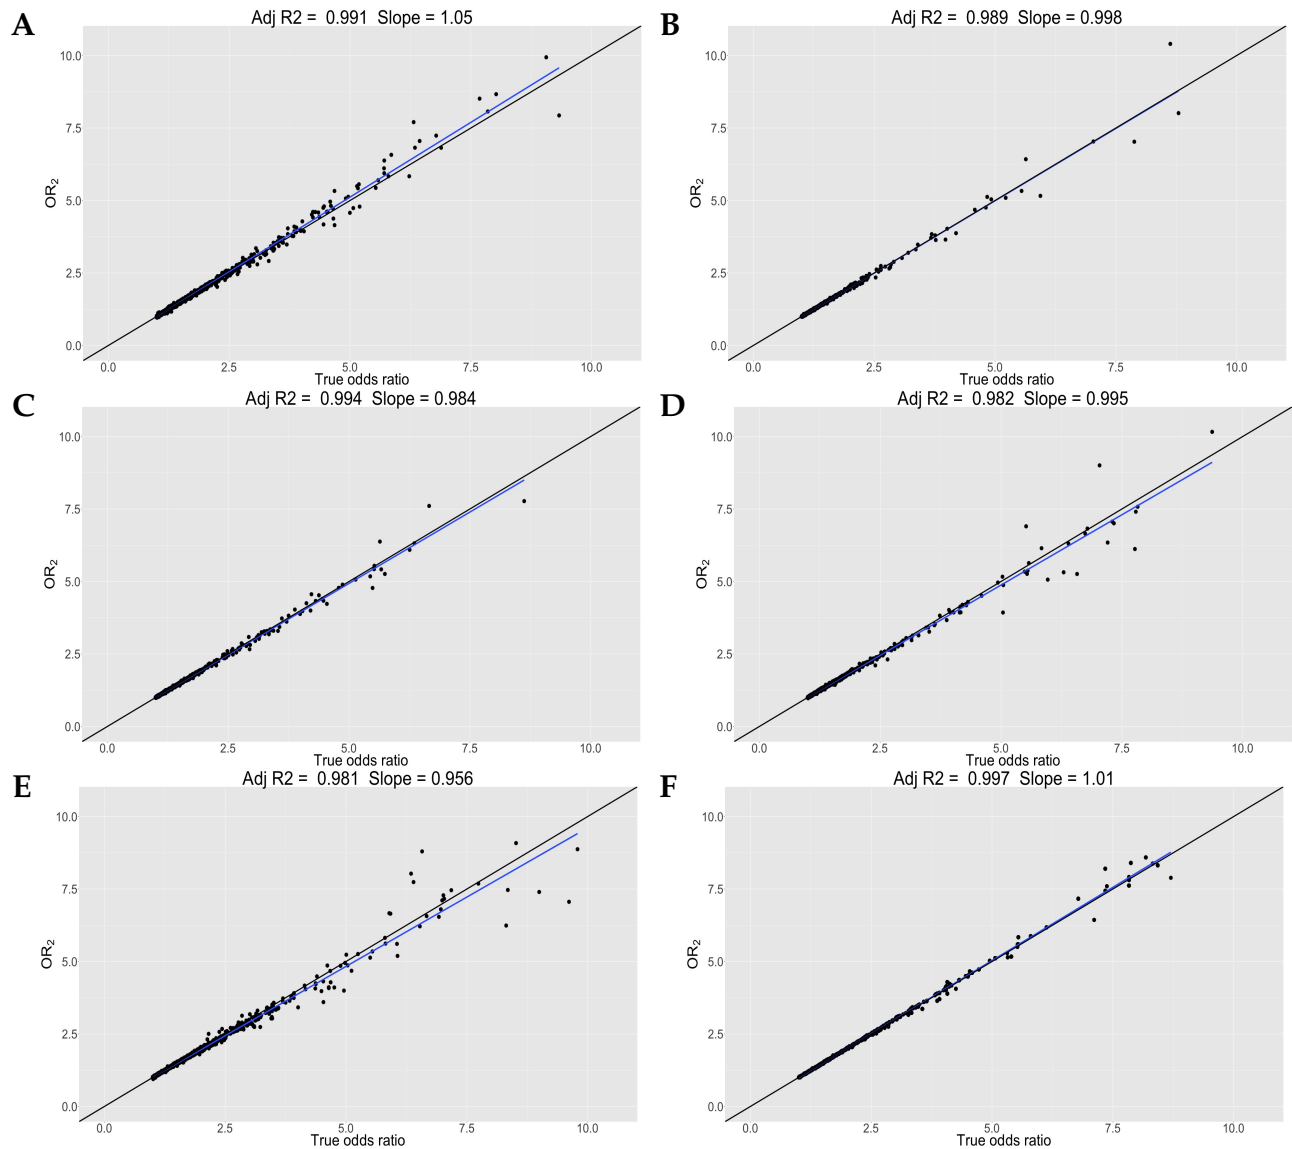 A
Adj R2 =  0.991  Slope = 1.05
OR2
10.0
7.5
5.0
2.5
0.0
0.0 2.5 5.0 7.5 10.0
True odds ratio
B
Adj R2 =  0.989  Slope = 0.998
OR2
10.0
7.5
5.0
2.5
0.0
0.0 2.5 5.0 7.5 10.0
True odds ratio
C
Adj R2 =  0.994  Slope = 0.984
OR2
10.0
7.5
5.0
2.5
0.0
0.0 2.5 5.0 7.5 10.0
True odds ratio
D
Adj R2 =  0.982  Slope = 0.995
OR2
10.0
7.5
5.0
2.5
0.0
0.0 2.5 5.0 7.5 10.0
True odds ratio
E
Adj R2 =  0.981  Slope = 0.956
OR2
10.0
7.5
5.0
2.5
0.0
0.0 2.5 5.0 7.5 10.0
True odds ratio
F
Adj R2 =  0.997  Slope = 1.01
OR2
10.0
7.5
5.0
2.5
0.0
0.0 2.5 5.0 7.5 10.0
True odds ratio